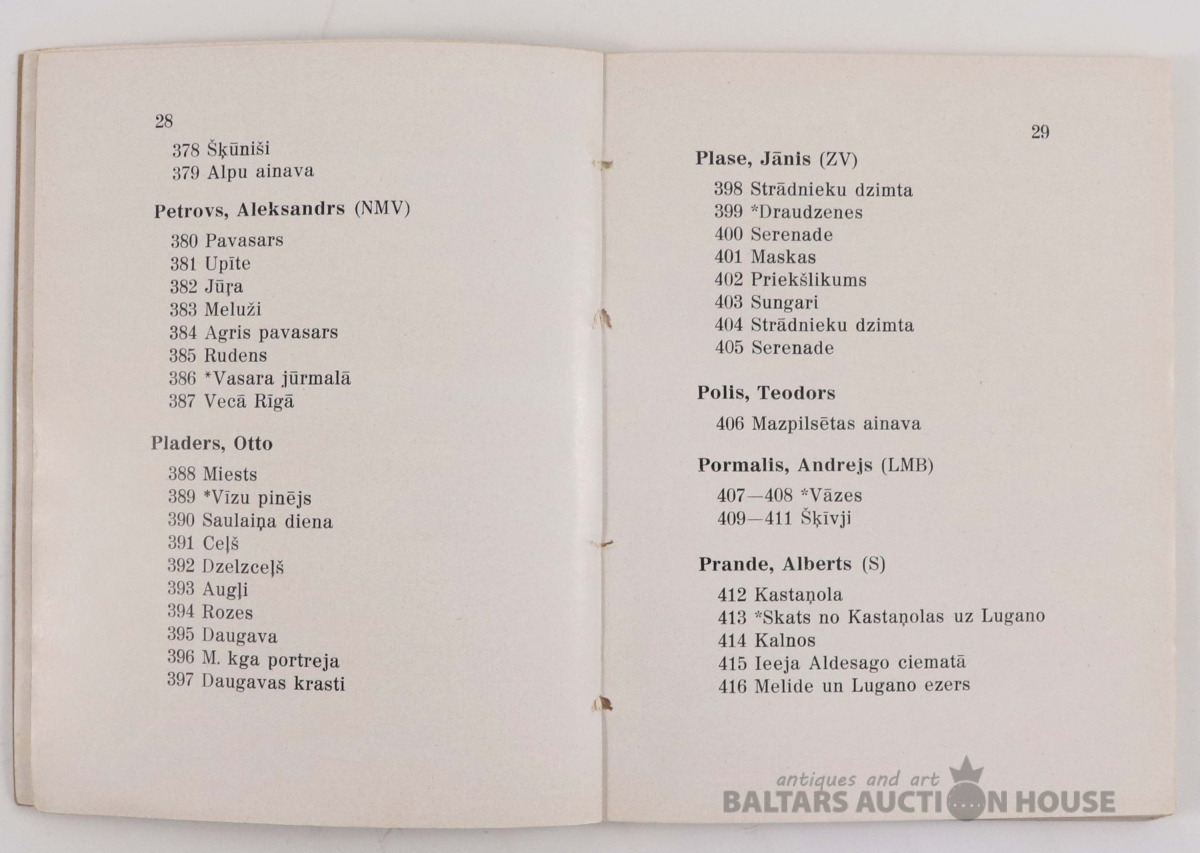 28
378 Šķūniši
379 Alpu ainava
Petrovs, Aleksandrs (NMV)
380 Pavasars
381 Upīte
382 Jūŗa
383 Meluži
384 Agris pavasars
385 Rudens
386 *Vasara jūrmalā
387 Vecā Rīgā
Pladers, Otto
388 Miests
389 *Vīzu pinējs
390 Saulaiņa diena
391 Ceļš
392 Dzelzceļš
393 Augļi
394 Rozes
395 Daugava
396 M. kga portreja
397 Daugavas krasti
29
Plase, Jānis (ZV)
398 Strādnieku dzimta
399 *Draudzenes
400 Serenade
401 Maskas
402 Priekšlikums
403 Sungari
404 Strādnieku dzimta
405 Serenade
Polis, Teodors
406 Mazpilsētas ainava
Pormalis, Andrejs (LMB)
407—408 *Vāzes
409—411 Šķīvji
Prande, Alberts (S)
412 Kastaņola
413 *Skats no Kastaņolas uz Lugano
414 Kalnos
415 Ieeja Aldesago ciematā
416 Melide un Lugano ezers
antiques and art
BALTARS AUCTION HOUSE